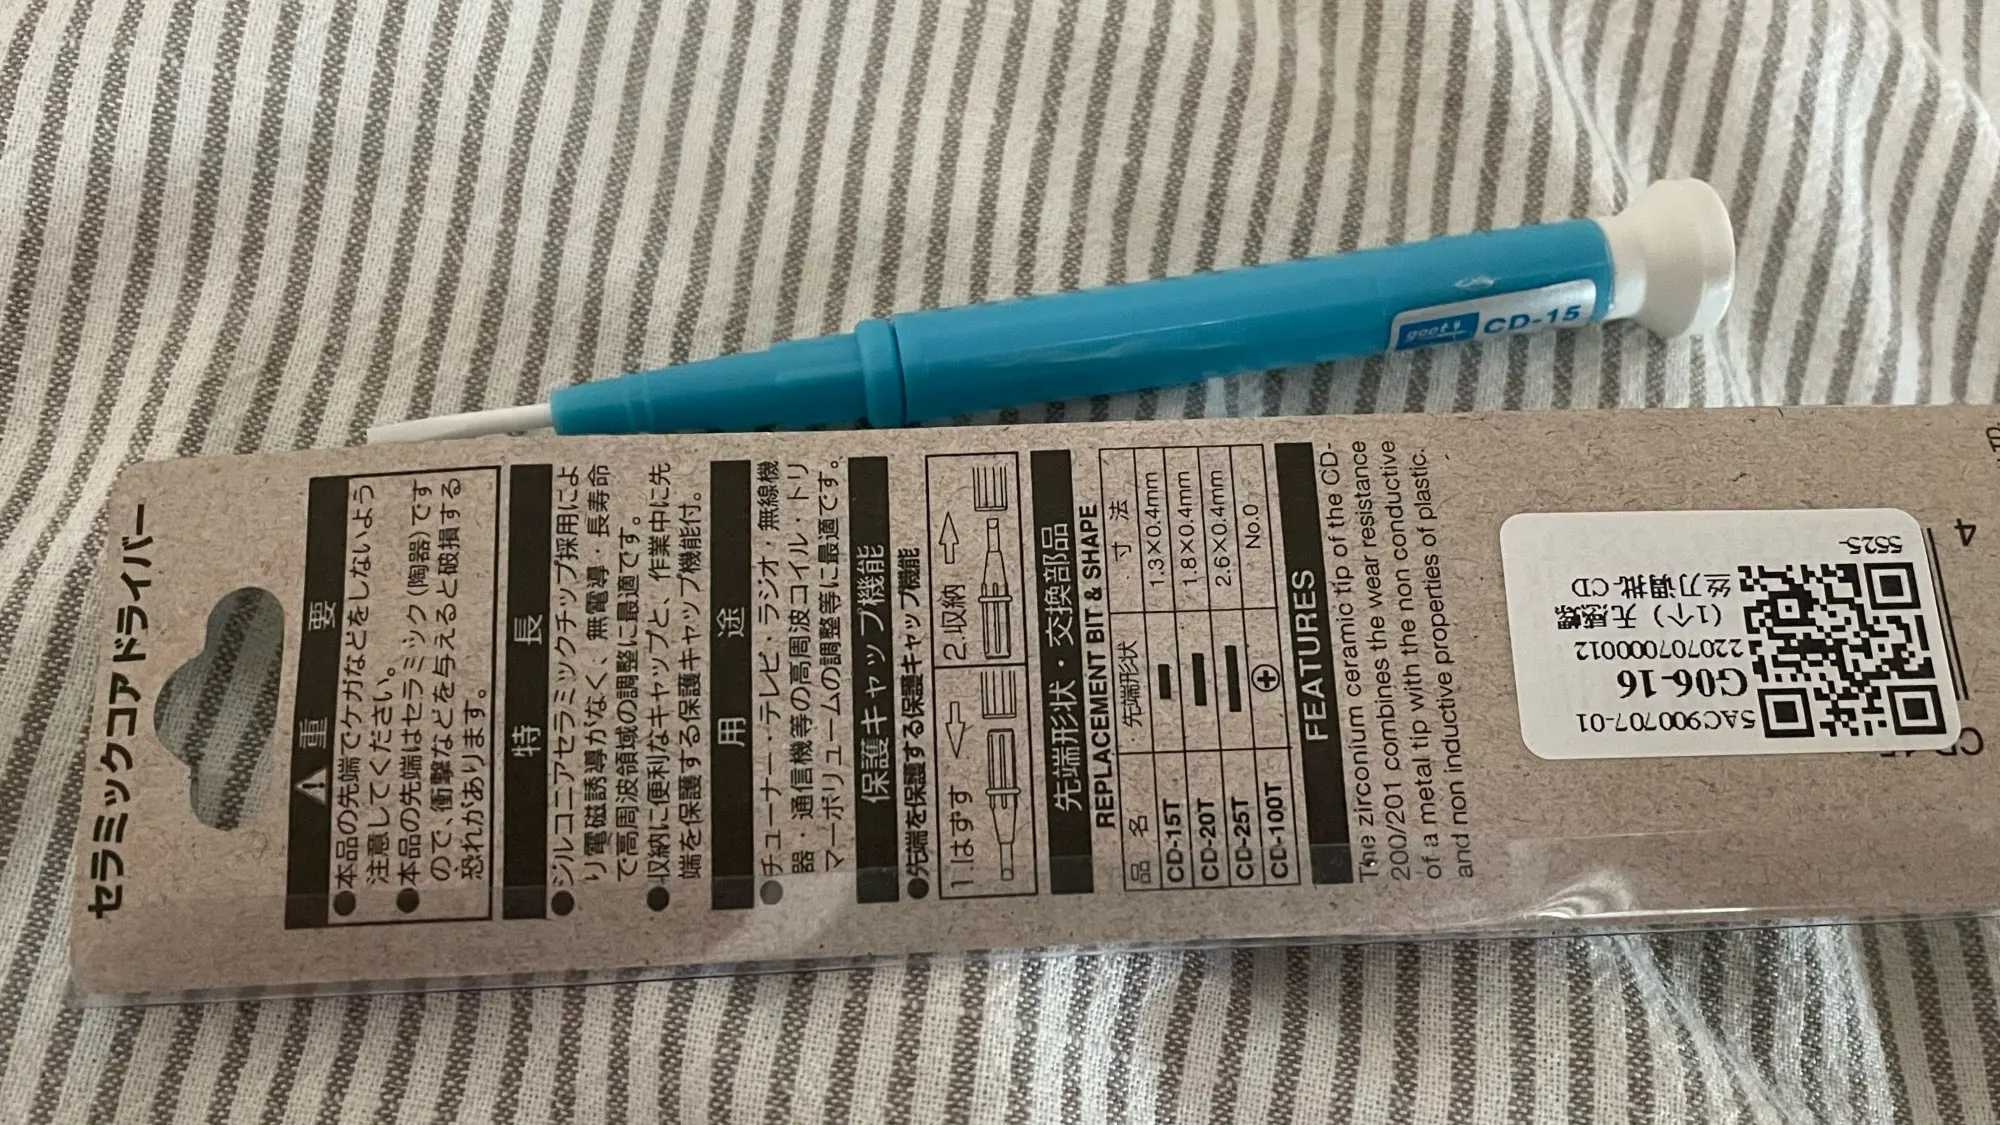 セラミックコアドライバー
⚠ 重要
●本品の先端でケガなどをしないよう
注意してください。
●本品の先端はセラミック(陶器)です
ので、衝撃などを与えると破損する
恐れがあります。
特長
●ジルコニアセラミックチップ採用によ
り電磁誘導がなく、無電導・長寿命
で高周波領域の調整に最適です。
●収納に便利なキャップと、作業中に先
端を保護する保護キャップ機能付。
用途
●チューナー・テレビ・ラジオ・無線機
器・通信機等の高周波コイル・トリ
マーボリュームの調整等に最適です。
保護キャップ機能
●先端を保護する保護キャップ機能
1.はずす 2.収納
先端形状・交換部品
REPLACEMENT BIT & SHAPE
品名 先端形状 寸法
CD-15T 1.3×0.4mm
CD-20T 1.8×0.4mm
CD-25T 2.6×0.4mm
CD-100T No.0
FEATURES
The zirconium ceramic tip of the CD-
200/201 combines the wear resistance
of a metal tip with the non conductive
and non inductive properties of plastic.
goot CD-15
5AC900707-01
G06-16
220707000012
(1个) 无感螺
丝刀调批 CD
5525-